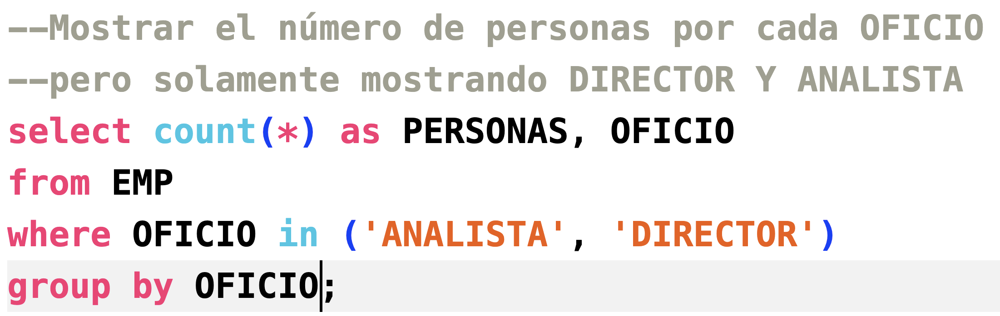 --Mostrar el número de personas por cada OFICIO
--pero solamente mostrando DIRECTOR Y ANALISTA
select count(*) as PERSONAS, OFICIO
from EMP
where OFICIO in ('ANALISTA', 'DIRECTOR')
group by OFICIO;